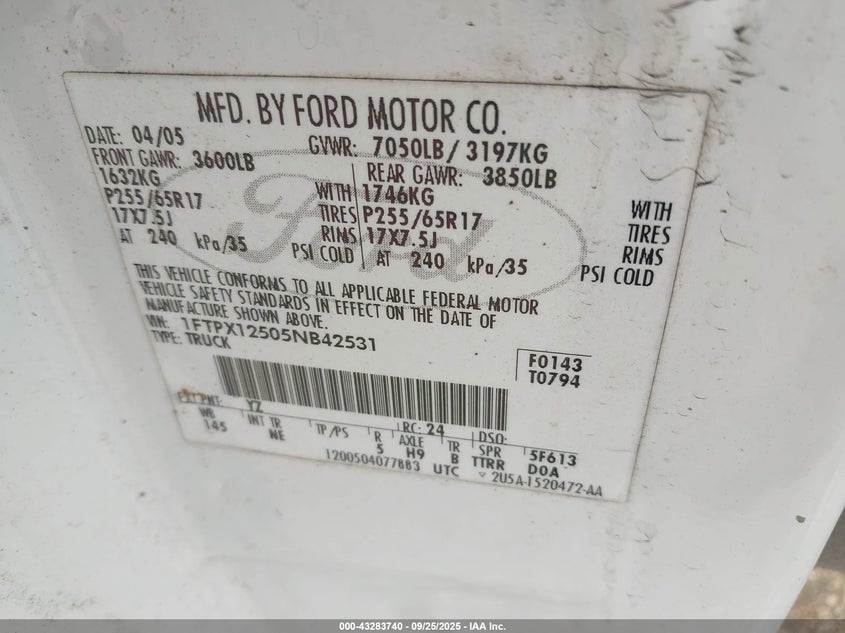 MFD. BY FORD MOTOR CO.
DATE: 04/05 GVWR: 7050LB / 3197KG
FRONT GAWR: 3600LB REAR GAWR: 3850LB
1632KG WITH 1746KG WITH
P255/65R17 TIRES P255/65R17 TIRES
17X7.5J RIMS 17X7.5J RIMS
AT 240 kPa/35 PSI COLD AT 240 kPa/35 PSI COLD
Ford
THIS VEHICLE CONFORMS TO ALL APPLICABLE FEDERAL MOTOR
VEHICLE SAFETY STANDARDS IN EFFECT ON THE DATE OF
MANUFACTURE SHOWN ABOVE.
VIN: 1FTPX12505NB42531
TYPE: TRUCK
F0143
T0794
EXT PNT: YZ RC: 24 DSO:
WB INT TR TP/PS R AXLE TR SPR 5F613
145 NE 5 H9 B TTRR DOA
1200504077883 UTC 2U5A-1520472-AA
000-43283740 - 09/25/2025 - IAA Inc.